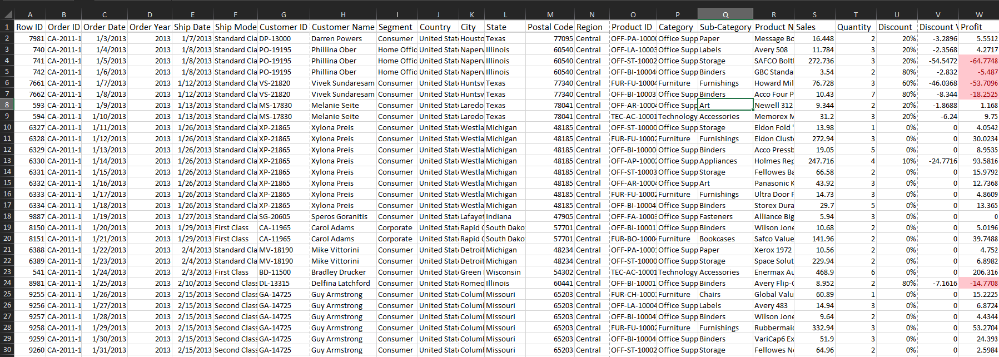 A B C D E F G H I J K L M N O P Q R S T U V W
1 Row ID Order ID Order Date Order Year Ship Date Ship Mode Customer ID Customer Name Segment Country City State Postal Code Region Product ID Category Sub-Category Product N Sales Quantity Discount Discount V Profit
2 7981 CA-2011-1 1/3/2013 2013 1/7/2013 Standard Cla DP-13000 Darren Powers Consumer United Stat Housto Texas 77095 Central OFF-PA-1000 Office Supp Paper Message Bo 16.448 2 20% -3.2896 5.5512
3 740 CA-2011-1 1/4/2013 2013 1/8/2013 Standard Cla PO-19195 Phillina Ober Home Offic United Stat Naperv Illinois 60540 Central OFF-LA-10003 Office Supp Labels Avery 508 11.784 3 20% -2.3568 4.2717
4 741 CA-2011-1 1/5/2013 2013 1/8/2013 Standard Cla PO-19195 Phillina Ober Home Offic United Stat Naperv Illinois 60540 Central OFF-ST-10002 Office Supp Storage SAFCO Bolt 272.736 3 20% -54.5472 -64.7748
5 742 CA-2011-1 1/6/2013 2013 1/8/2013 Standard Cla PO-19195 Phillina Ober Home Offic United Stat Naperv Illinois 60540 Central OFF-BI-10004 Office Supp Binders GBC Standa 3.54 2 80% -2.832 -5.487
6 7661 CA-2011-1 1/7/2013 2013 1/12/2013 Standard Cla VS-21820 Vivek Sundaresam Consumer United Stat Huntsv Texas 77340 Central FUR-FU-10004 Furniture Furnishings Howard Mil 76.728 3 60% -46.0368 -53.7096
7 7662 CA-2011-1 1/8/2013 2013 1/12/2013 Standard Cla VS-21820 Vivek Sundaresam Consumer United Stat Huntsv Texas 77340 Central OFF-BI-10003 Office Supp Binders Acco Four P 10.43 7 80% -8.344 -18.2525
8 593 CA-2011-1 1/9/2013 2013 1/13/2013 Standard Cla MS-17830 Melanie Seite Consumer United Stat Laredo Texas 78041 Central OFF-AR-1000 Office Supp Art Newell 312 9.344 2 20% -1.8688 1.168
9 594 CA-2011-1 1/10/2013 2013 1/13/2013 Standard Cla MS-17830 Melanie Seite Consumer United Stat Laredo Texas 78041 Central TEC-AC-10001 Technology Accessories Memorex M 31.2 3 20% -6.24 9.75
10 6327 CA-2011-1 1/11/2013 2013 1/26/2013 Standard Cla XP-21865 Xylona Preis Consumer United Stat Westla Michigan 48185 Central OFF-ST-10000 Office Supp Storage Eldon Fold ' 13.98 1 0% 0 4.0542
11 6328 CA-2011-1 1/12/2013 2013 1/26/2013 Standard Cla XP-21865 Xylona Preis Consumer United Stat Westla Michigan 48185 Central FUR-FU-10002 Furniture Furnishings Eldon Clust 272.94 3 0% 0 30.0234
12 6329 CA-2011-1 1/13/2013 2013 1/26/2013 Standard Cla XP-21865 Xylona Preis Consumer United Stat Westla Michigan 48185 Central OFF-BI-10000 Office Supp Binders Acco Pressb 19.05 5 0% 0 8.9535
13 6330 CA-2011-1 1/14/2013 2013 1/26/2013 Standard Cla XP-21865 Xylona Preis Consumer United Stat Westla Michigan 48185 Central OFF-AP-1000 Office Supp Appliances Holmes Rep 247.716 4 10% -24.7716 93.5816
14 6331 CA-2011-1 1/15/2013 2013 1/26/2013 Standard Cla XP-21865 Xylona Preis Consumer United Stat Westla Michigan 48185 Central OFF-ST-10003 Office Supp Storage Fellowes Ba 66.58 2 0% 0 15.9792
15 6332 CA-2011-1 1/16/2013 2013 1/26/2013 Standard Cla XP-21865 Xylona Preis Consumer United Stat Westla Michigan 48185 Central OFF-AR-1000 Office Supp Art Panasonic K 43.92 3 0% 0 12.7368
16 6333 CA-2011-1 1/17/2013 2013 1/26/2013 Standard Cla XP-21865 Xylona Preis Consumer United Stat Westla Michigan 48185 Central FUR-FU-10002 Furniture Furnishings Ultra Door P 14.73 3 0% 0 4.8609
17 6334 CA-2011-1 1/18/2013 2013 1/26/2013 Standard Cla XP-21865 Xylona Preis Consumer United Stat Westla Michigan 48185 Central OFF-BI-10004 Office Supp Binders Storex Dura 29.7 5 0% 0 13.365
18 9887 CA-2011-1 1/19/2013 2013 1/27/2013 Standard Cla SG-20605 Speros Goranitis Consumer United Stat Lafayet Indiana 47905 Central OFF-FA-10003 Office Supp Fasteners Alliance Big 5.94 3 0% 0 0
19 8150 CA-2011-1 1/20/2013 2013 1/29/2013 First Class CA-11965 Carol Adams Corporate United Stat Rapid C South Dako 57701 Central OFF-BI-10001 Office Supp Binders Wilson Jone 10.68 2 0% 0 5.0196
20 8151 CA-2011-1 1/21/2013 2013 1/29/2013 First Class CA-11965 Carol Adams Corporate United Stat Rapid C South Dako 57701 Central FUR-BO-1000 Furniture Bookcases Safco Value 141.96 2 0% 0 39.7488
21 6388 CA-2011-1 1/22/2013 2013 2/4/2013 Standard Cla MV-18190 Mike Vittorini Consumer United Stat Detroit Michigan 48234 Central OFF-PA-1000 Office Supp Paper Xerox 1972 10.56 2 0% 0 4.752
22 6389 CA-2011-1 1/23/2013 2013 2/4/2013 Standard Cla MV-18190 Mike Vittorini Consumer United Stat Detroit Michigan 48234 Central OFF-ST-10000 Office Supp Storage Space Solut 229.94 2 0% 0 6.8982
23 541 CA-2011-1 1/24/2013 2013 2/3/2013 First Class BD-11500 Bradley Drucker Consumer United Stat Green Wisconsin 54302 Central TEC-AC-10001 Technology Accessories Enermax Au 468.9 6 0% 0 206.316
24 8981 CA-2011-1 1/25/2013 2013 2/10/2013 Second Class DL-13315 Delfina Latchford Consumer United Stat Romeo Illinois 60441 Central OFF-BI-10001 Office Supp Binders Avery Flip-C 8.952 2 80% -7.1616 -14.7708
25 9255 CA-2011-1 1/26/2013 2013 2/15/2013 Second Class GA-14725 Guy Armstrong Consumer United Stat Columb Missouri 65203 Central FUR-CH-1000 Furniture Chairs Global Valu 60.89 1 0% 0 15.2225
26 9256 CA-2011-1 1/27/2013 2013 2/15/2013 Second Class GA-14725 Guy Armstrong Consumer United Stat Columb Missouri 65203 Central OFF-LA-10004 Office Supp Labels Avery 483 14.94 3 0% 0 6.8724
27 9257 CA-2011-1 1/28/2013 2013 2/15/2013 Second Class GA-14725 Guy Armstrong Consumer United Stat Columb Missouri 65203 Central OFF-BI-10004 Office Supp Binders Wilson Jone 9.64 2 0% 0 4.4344
28 9258 CA-2011-1 1/29/2013 2013 2/15/2013 Second Class GA-14725 Guy Armstrong Consumer United Stat Columb Missouri 65203 Central FUR-FU-10002 Furniture Furnishings Rubbermaid 332.94 3 0% 0 53.2704
29 9259 CA-2011-1 1/30/2013 2013 2/15/2013 Second Class GA-14725 Guy Armstrong Consumer United Stat Columb Missouri 65203 Central OFF-BI-10004 Office Supp Binders VariCap6 Ex 51.9 3 0% 0 24.393
30 9260 CA-2011-1 1/31/2013 2013 2/15/2013 Second Class GA-14725 Guy Armstrong Consumer United Stat Columb Missouri 65203 Central OFF-ST-10002 Office Supp Storage Fellowes Ne 64.96 2 0% 0 2.5984